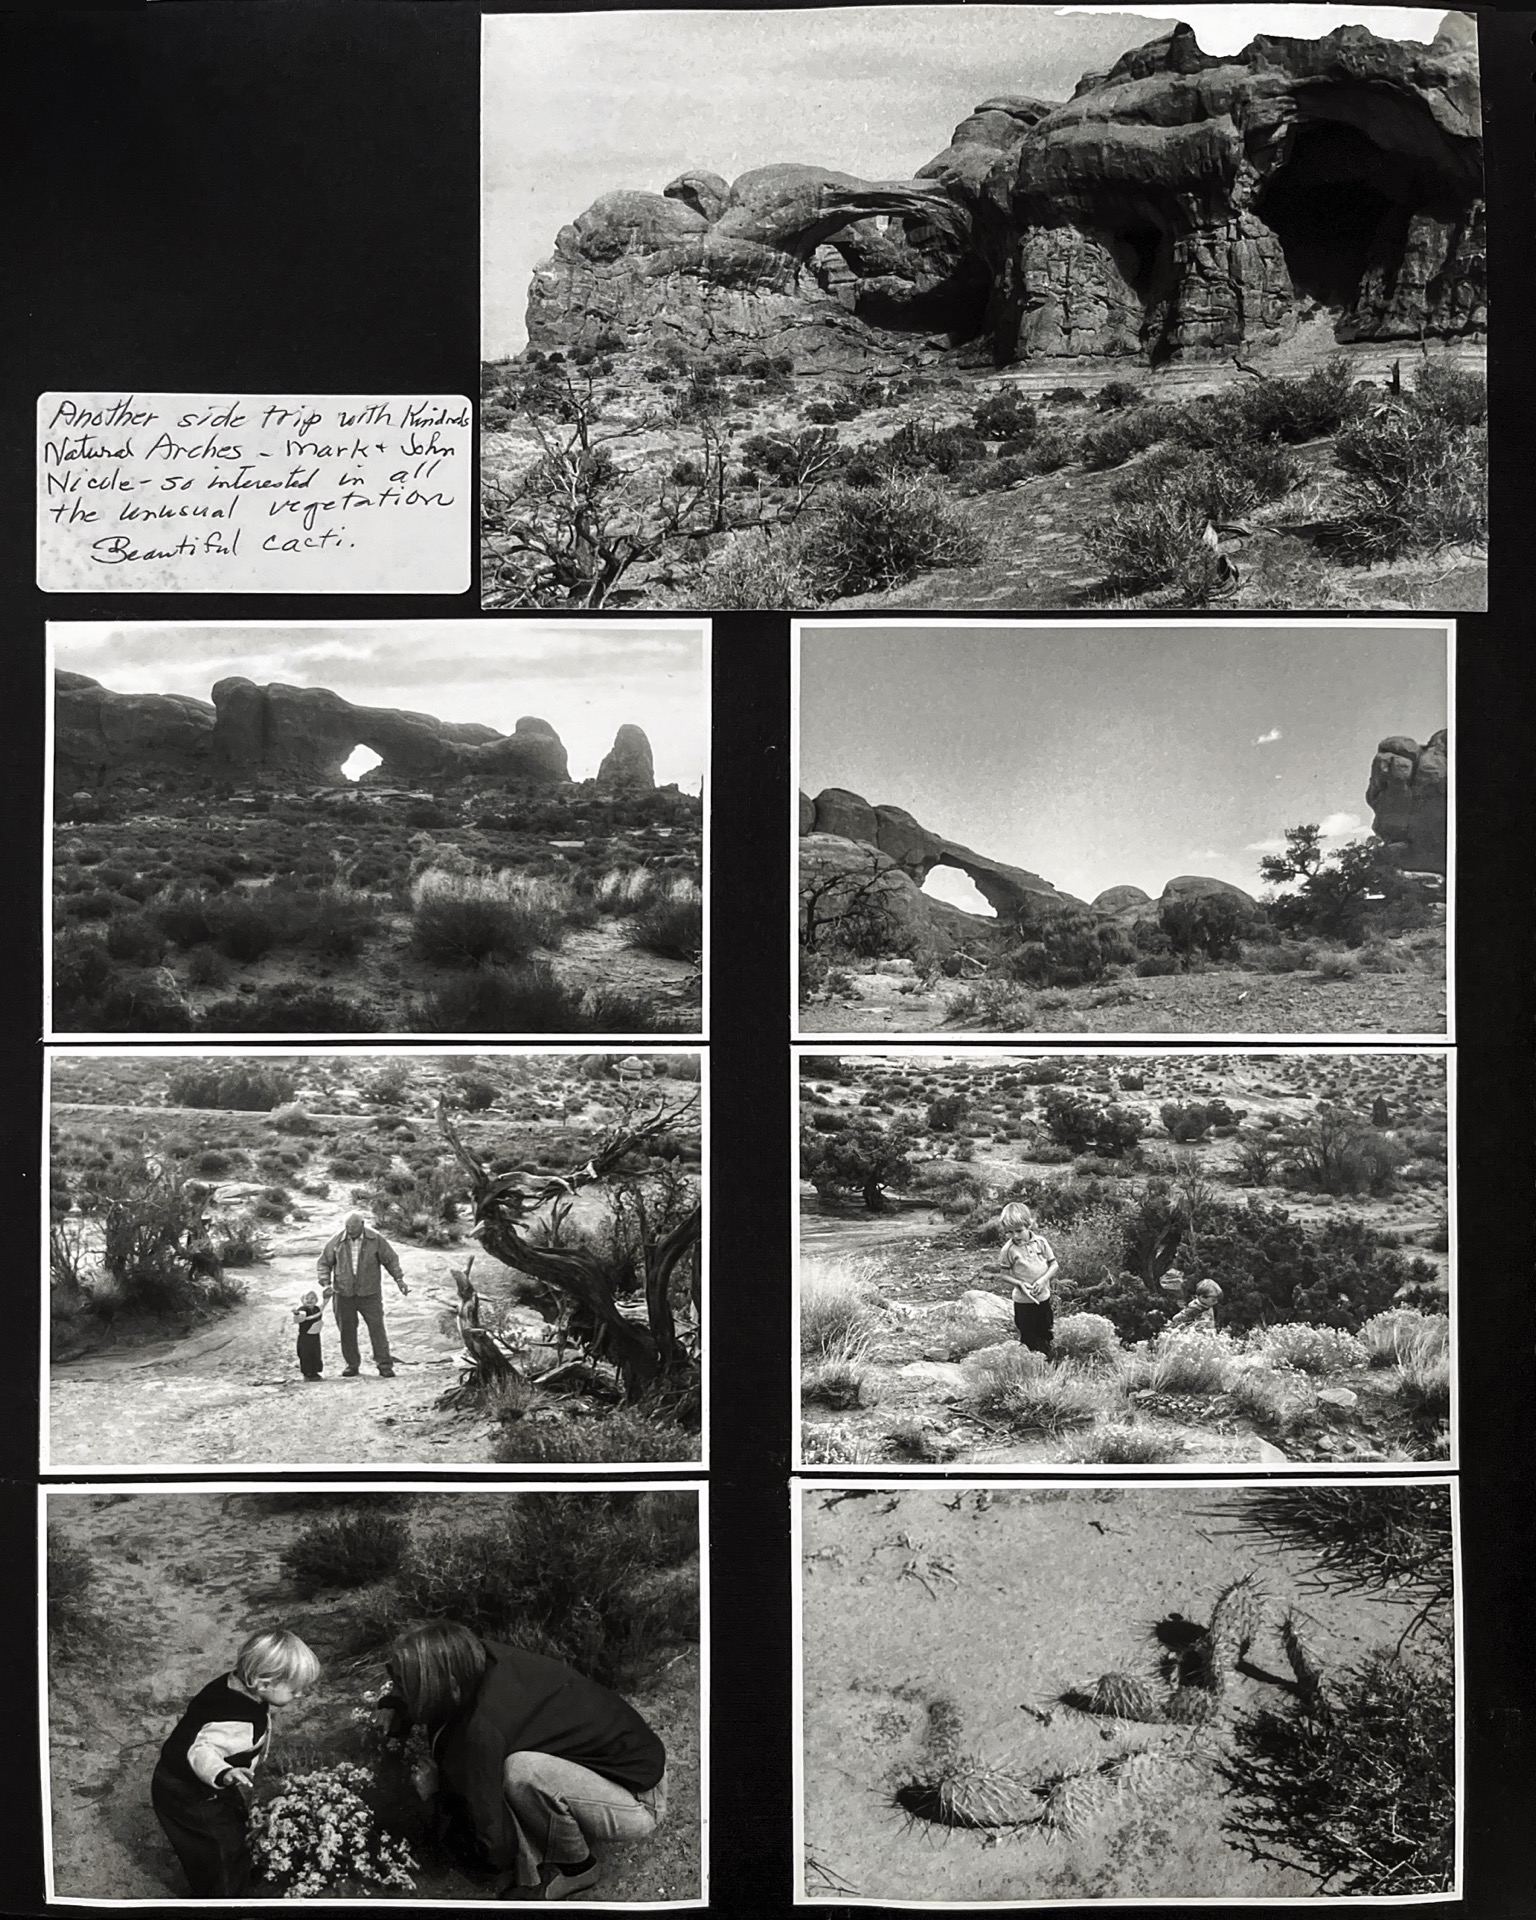 Another side trip with Kindreds
Natural Arches - Mark + John
Nicole - so interested in all
the unusual vegetation
Beautiful cacti.